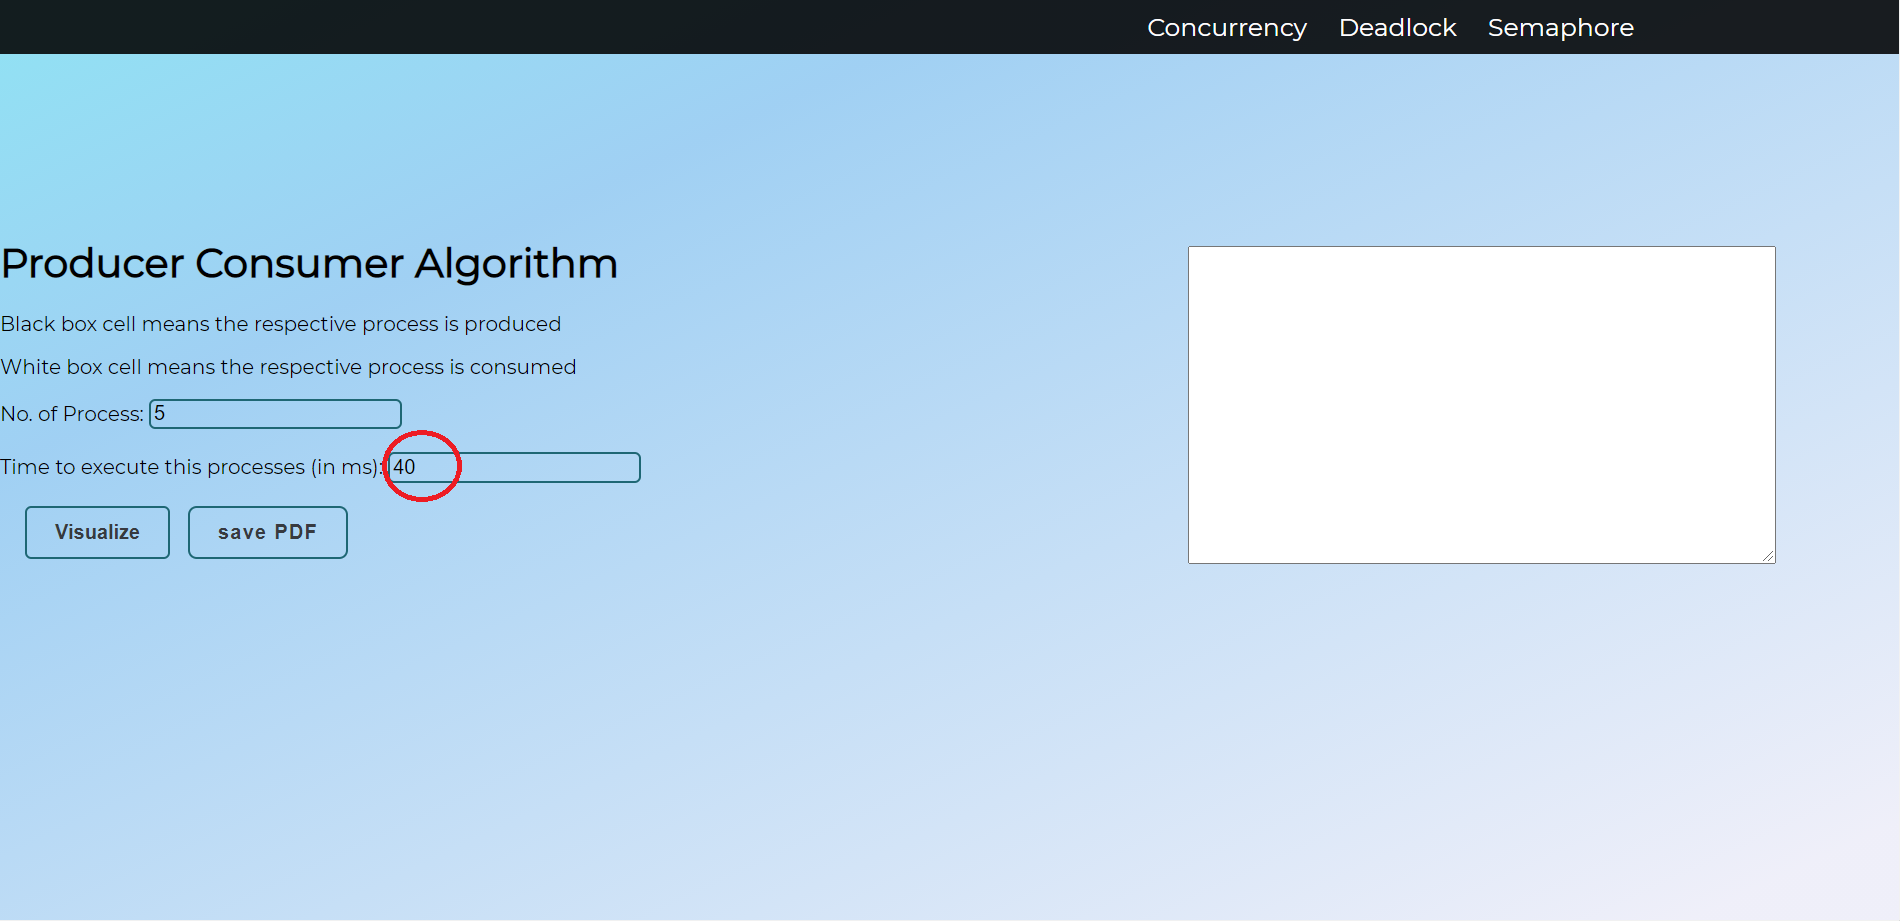 Concurrency Deadlock Semaphore
Producer Consumer Algorithm
Black box cell means the respective process is produced
White box cell means the respective process is consumed
No. of Process: 5
Time to execute this processes (in ms): 40
Visualize save PDF